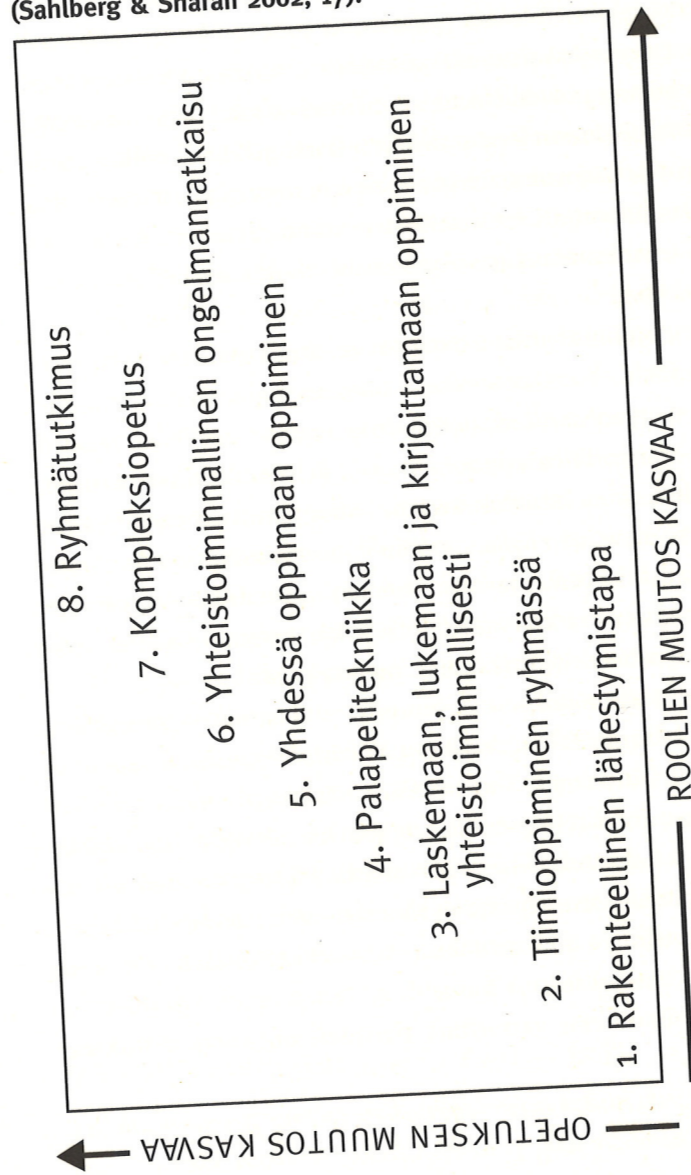 (Sahlberg & Sharan 2002, 17).
8. Ryhmätutkimus
7. Kompleksiopetus
6. Yhteistoiminnallinen ongelmanratkaisu
5. Yhdessä oppimaan oppiminen
4. Palapelitekniikka
3. Laskemaan, lukemaan ja kirjoittamaan oppiminen
yhteistoiminnallisesti
2. Tiimioppiminen ryhmässä
1. Rakenteellinen lähestymistapa
OPETUKSEN MUUTOS KASVAA
ROOLIEN MUUTOS KASVAA